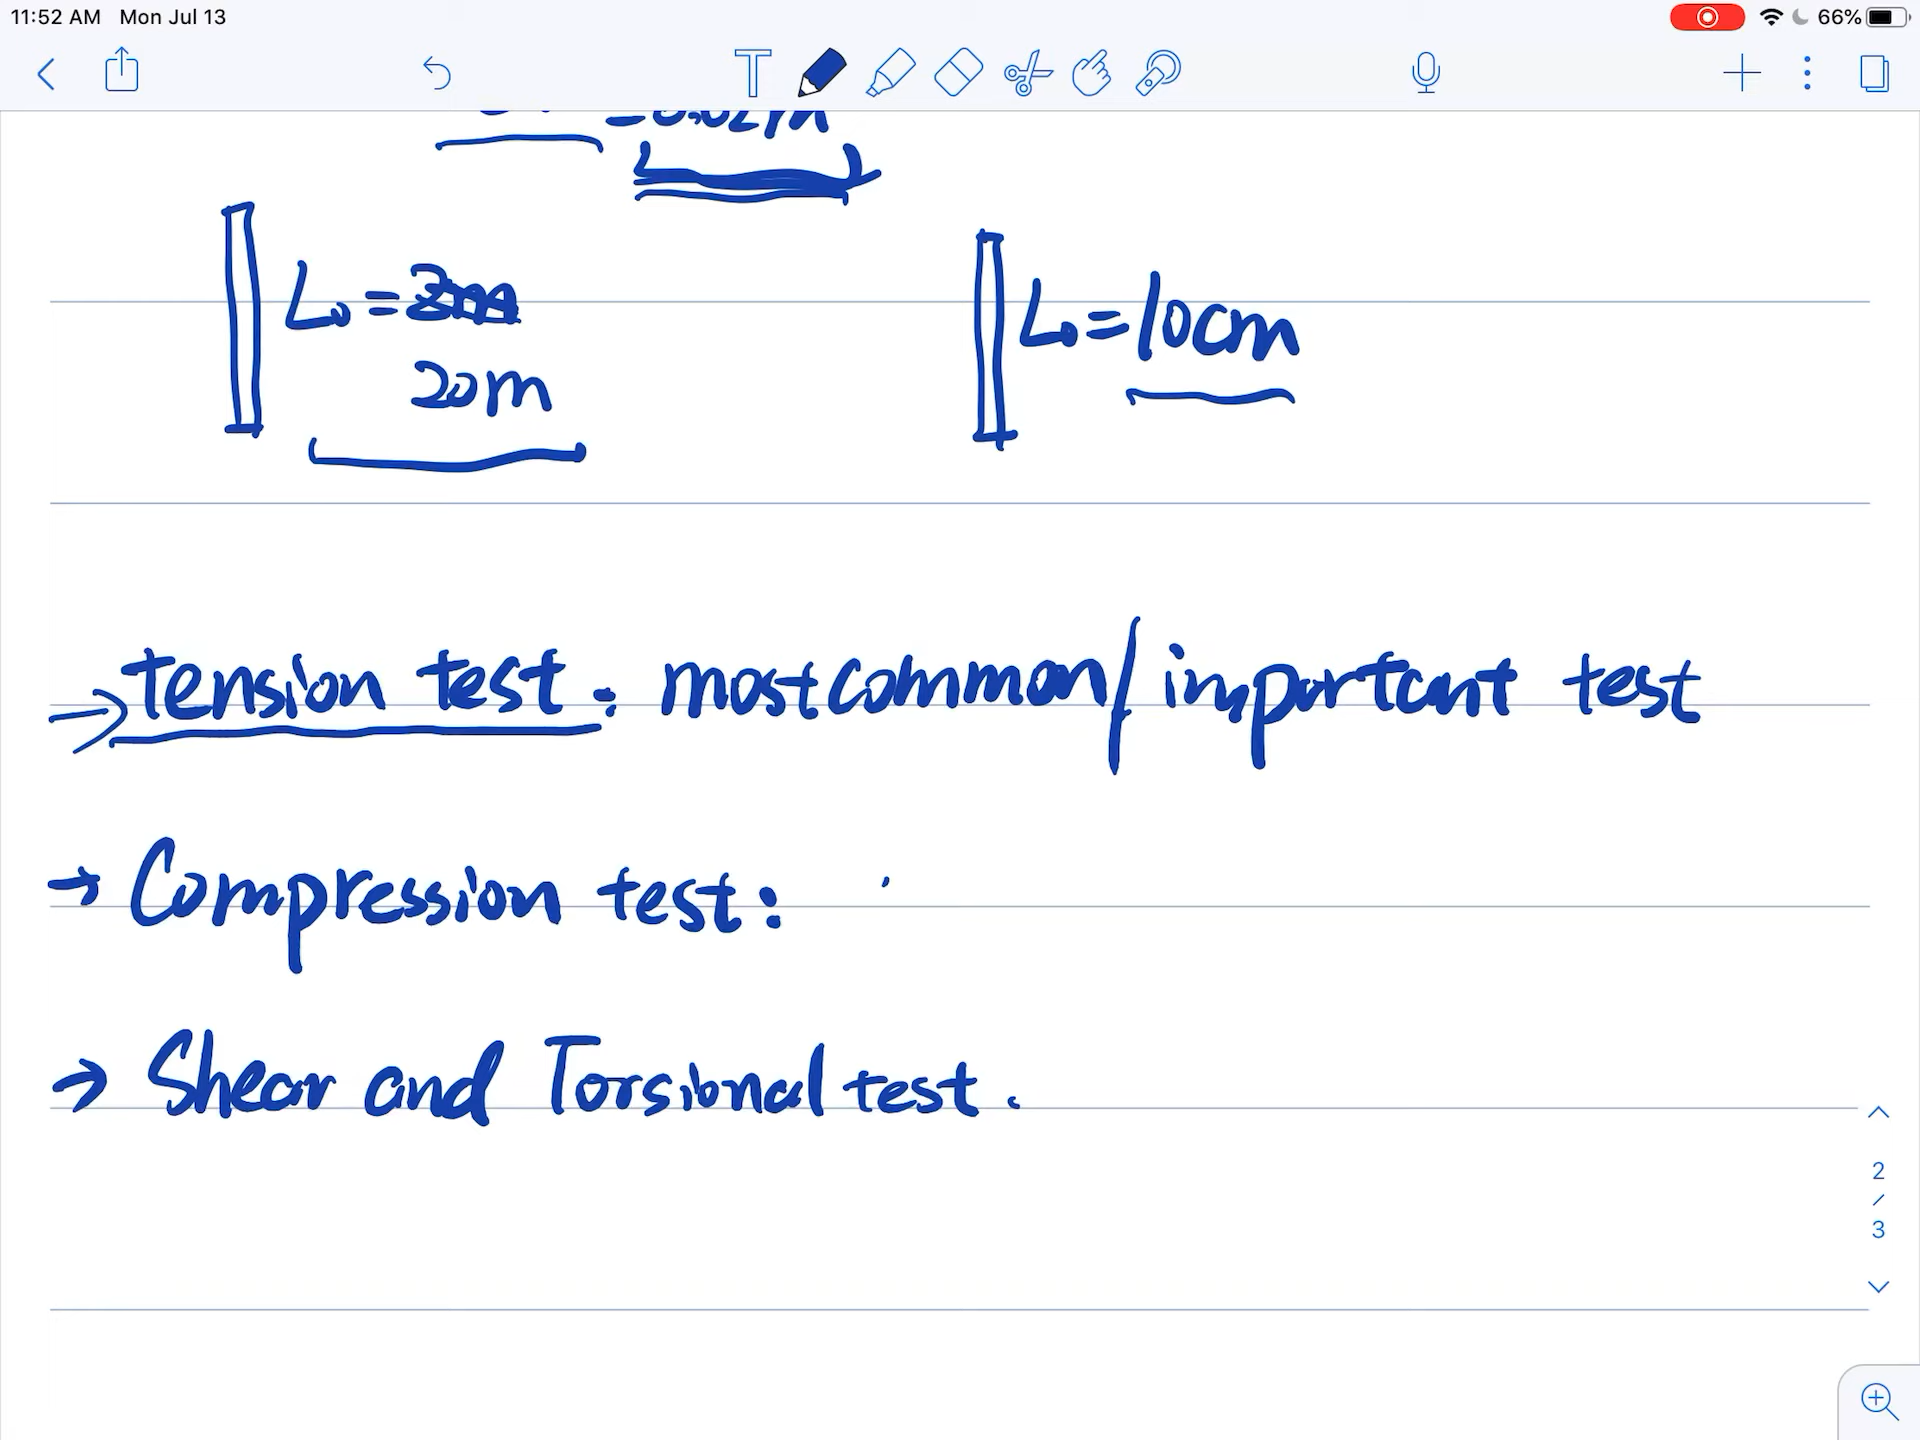 11:52 AM Mon Jul 13
66%
T
L₀ =
20m
L₀ = 10cm
→ tension test: most common/important test
→ Compression test:
→ Shear and Torsional test.
2
/
3